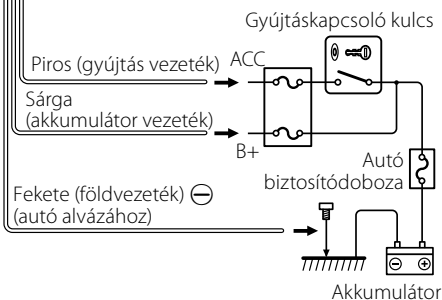 Gyújtáskapcsoló kulcs
Piros (gyújtás vezeték)
ACC
Sárga
(akkumulátor vezeték)
B+
Autó
biztosítódoboza
Fekete (földvezeték) ⊖
(autó alvázához)
⊖ ⊕
Akkumulátor